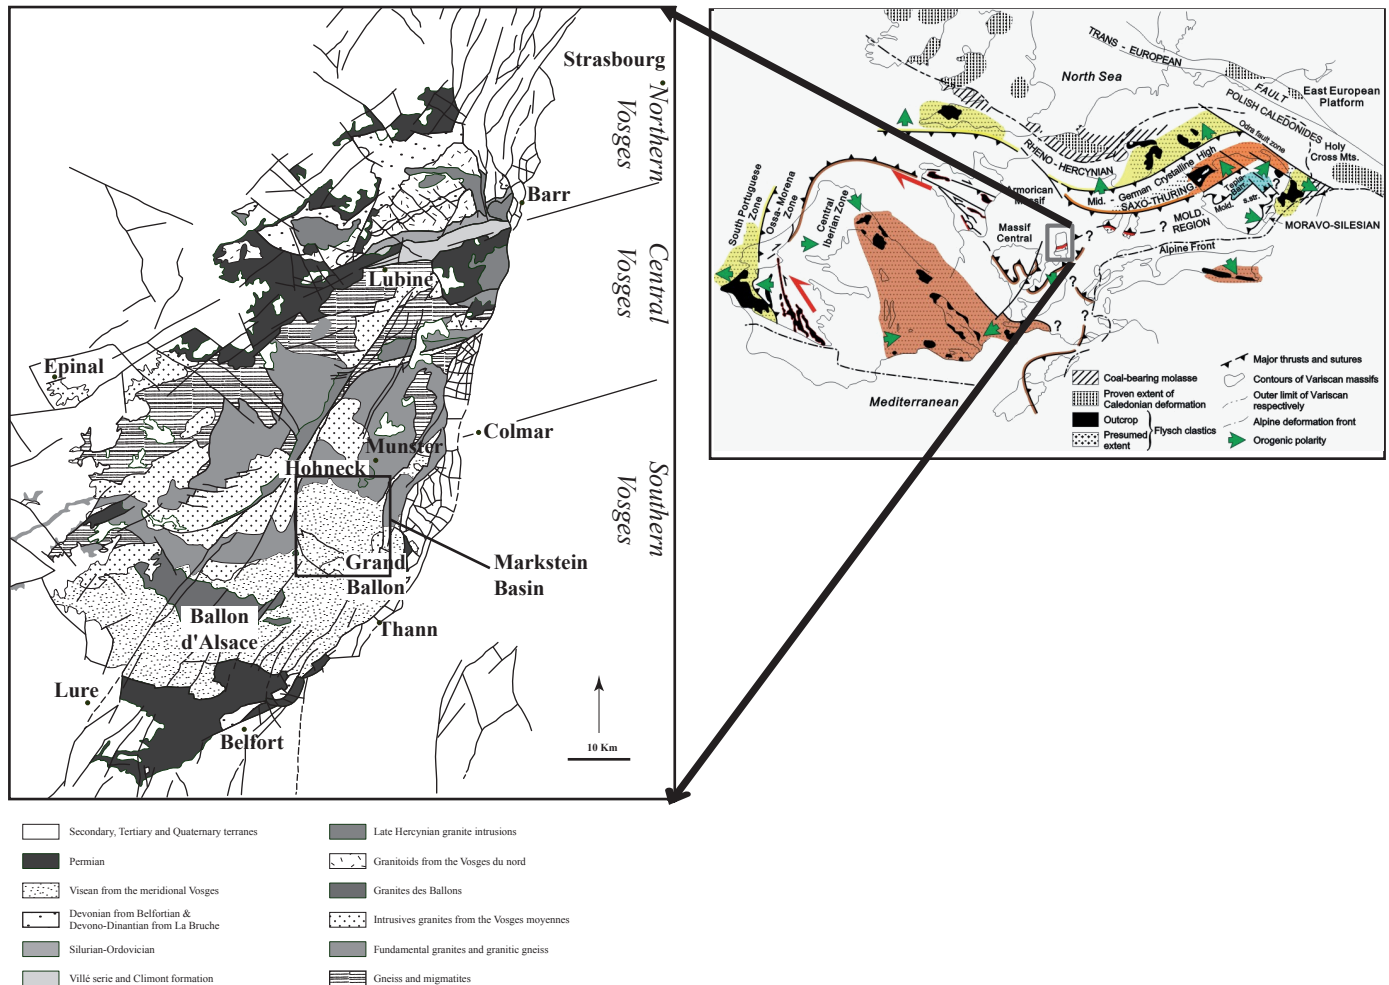 Strasbourg
Northern
Vosges
Barr
Central
Vosges
Lubine
Epinal
Colmar
Munster
Hohneck
Southern
Vosges
Markstein
Basin
Grand
Ballon
Ballon
d'Alsace
Thann
Lure
Belfort
10 Km
Secondary, Tertiary and Quaternary terranes
Permian
Visean from the meridional Vosges
Devonian from Belfortian &
Devono-Dinantian from La Bruche
Silurian-Ordovician
Villé serie and Climont formation
Late Hercynian granite intrusions
Granitoids from the Vosges du nord
Granites des Ballons
Intrusives granites from the Vosges moyennes
Fundamental granites and granitic gneiss
Gneiss and migmatites
TRANS - EUROPEAN
FAULT
North Sea
East European
Platform
POLISH CALEDONIDES
Odra fault zone
Holy
Cross Mts.
RHENO - HERCYNIAN
Mid. - German Crystalline High
SAXO-THURING.
Tepla-
Barr.
Mold.
s.str.
MOLD.
REGION
MORAVO-SILESIAN
Alpine Front
Armorican
Massif
Massif
Central
South Portuguese
Zone
Ossa-Morena
Zone
Central
Iberian Zone
?
?
?
?
?
?
Mediterranean
Coal-bearing molasse
Proven extent of
Caledonian deformation
Outcrop
Presumed
extent
Flysch clastics
Major thrusts and sutures
Contours of Variscan massifs
Outer limit of Variscan
respectively
Alpine deformation front
Orogenic polarity